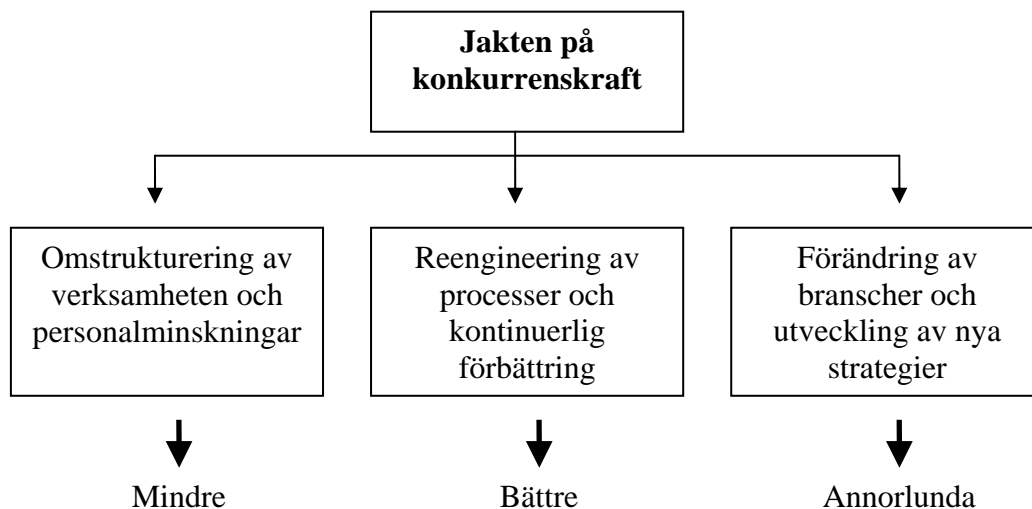 Jakten på
konkurrenskraft
Omstrukturering av
verksamheten och
personalminskningar
Reengineering av
processer och
kontinuerlig
förbättring
Förändring av
branscher och
utveckling av nya
strategier
Mindre
Bättre
Annorlunda